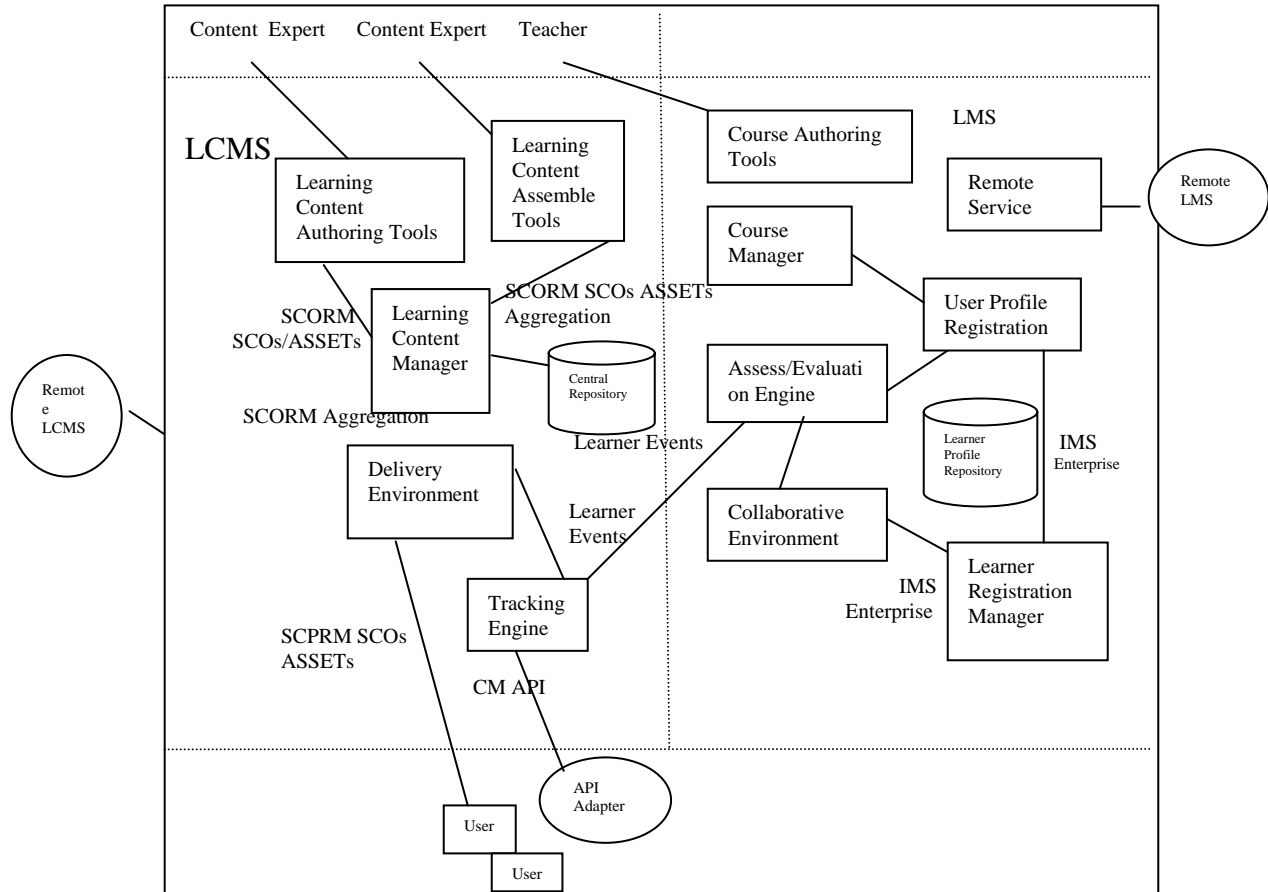 Content Expert
Content Expert
Teacher
LCMS
LMS
Learning
Content
Authoring Tools
Learning
Content
Assemble
Tools
Course Authoring
Tools
Remote
Service
Remote
LMS
Course
Manager
SCORM
SCOs/ASSETs
Learning
Content
Manager
SCORM SCOs ASSETs
Aggregation
User Profile
Registration
Remot
e
LCMS
Central
Repository
Assess/Evaluati
on Engine
SCORM Aggregation
Learner Events
Learner
Profile
Repository
IMS
Enterprise
Delivery
Environment
Learner
Events
Collaborative
Environment
Tracking
Engine
IMS
Enterprise
Learner
Registration
Manager
SCPRM SCOs
ASSETs
CM API
API
Adapter
User
User